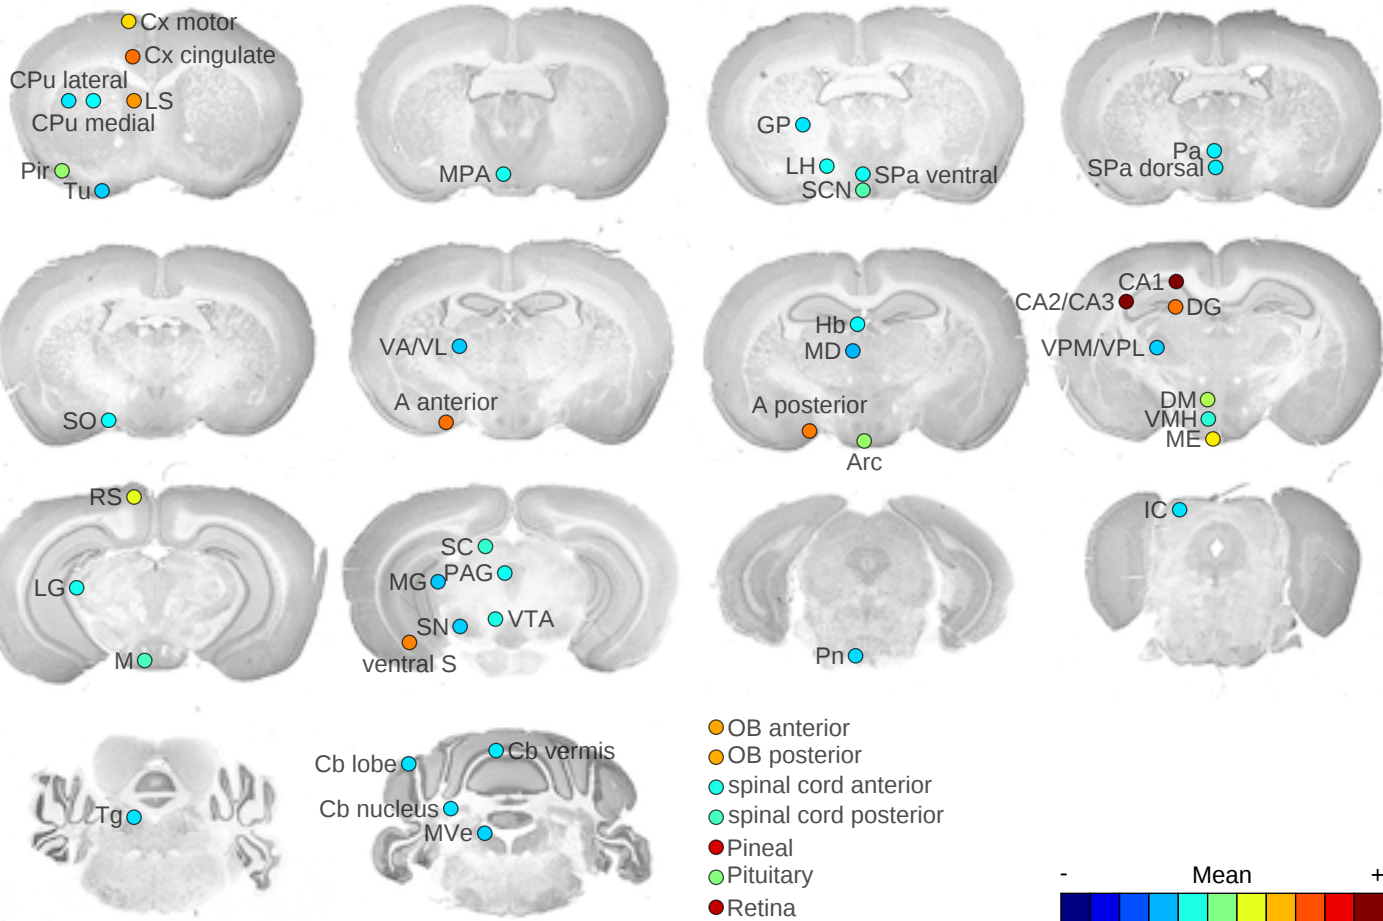 Cx motor
Cx cingulate
CPu lateral
LS
CPu medial
Pir
Tu
MPA
GP
LH
SPa ventral
SCN
Pa
SPa dorsal
SO
VA/VL
A anterior
Hb
MD
A posterior
Arc
CA1
CA2/CA3
DG
VPM/VPL
DM
VMH
ME
RS
LG
M
SC
PAG
MG
SN
VTA
ventral S
Pn
IC
Tg
Cb lobe
Cb vermis
Cb nucleus
MVe
OB anterior
OB posterior
spinal cord anterior
spinal cord posterior
Pineal
Pituitary
Retina
- Mean +